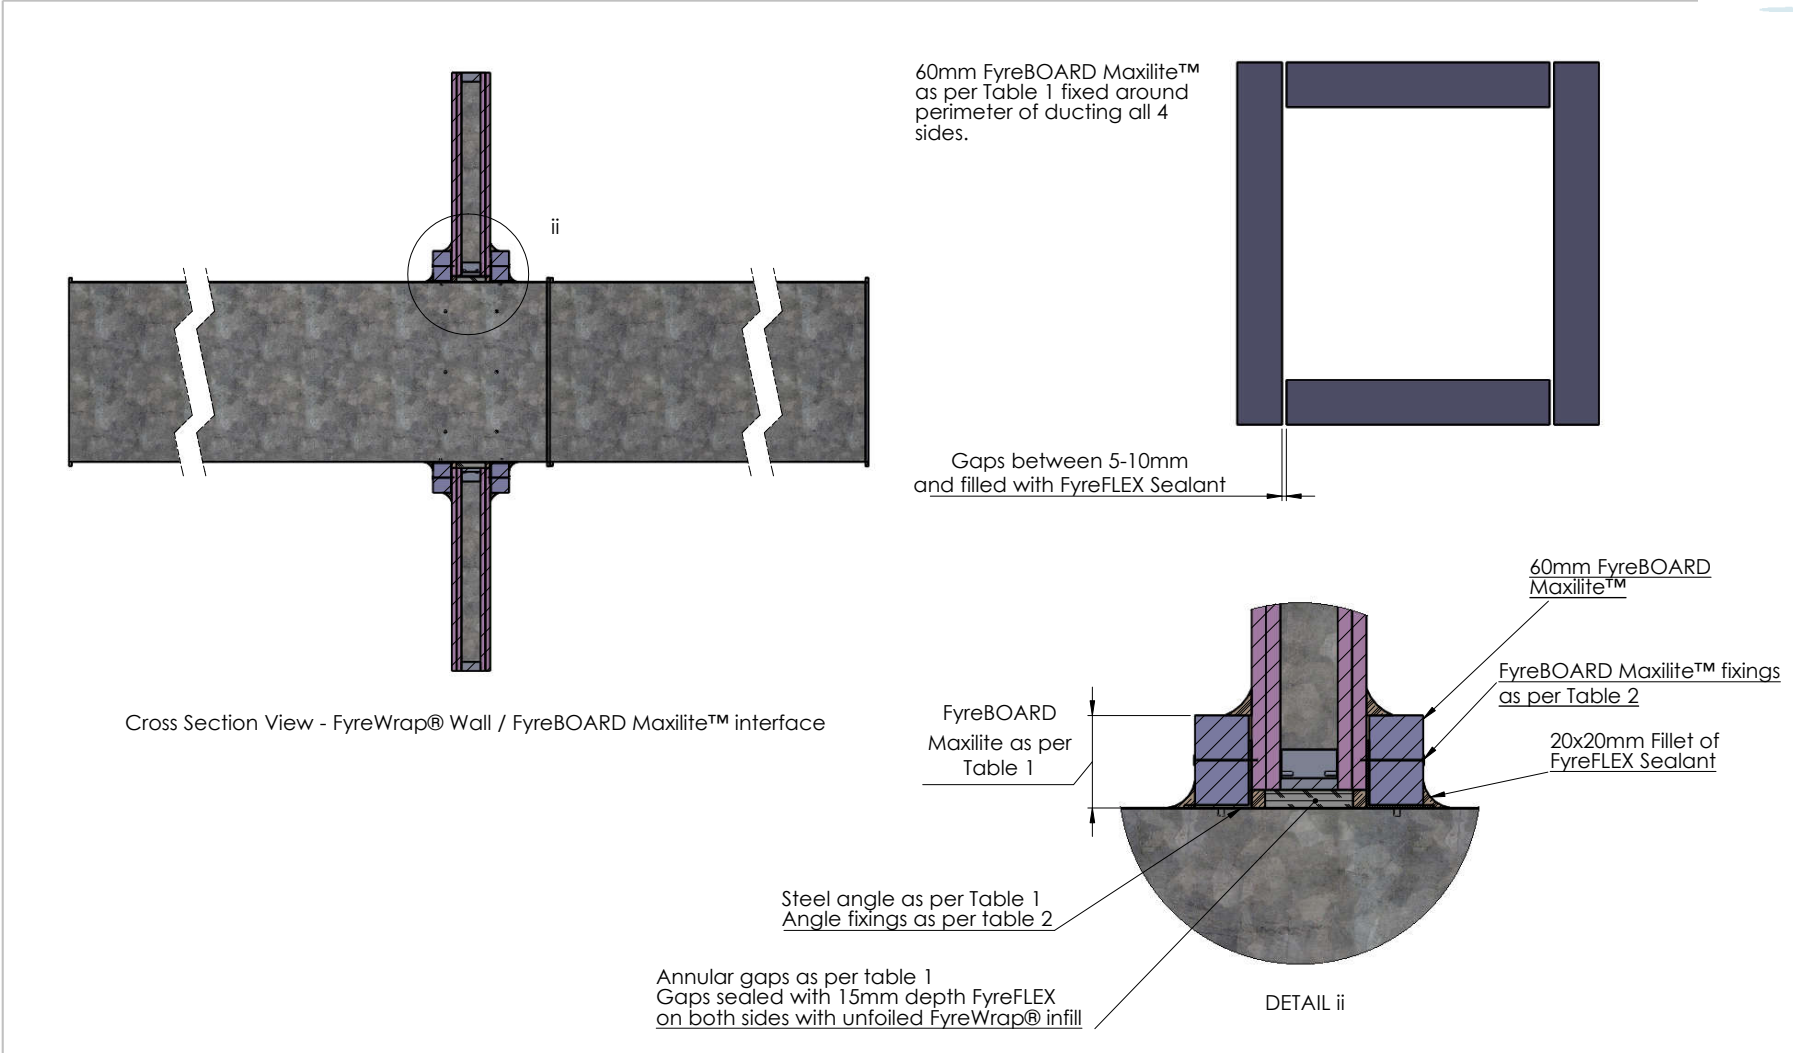 60mm FyreBOARD Maxilite™
as per Table 1 fixed around
perimeter of ducting all 4
sides.
ii
Gaps between 5-10mm
and filled with FyreFLEX Sealant
Cross Section View - FyreWrap® Wall / FyreBOARD Maxilite™ interface
60mm FyreBOARD
Maxilite™
FyreBOARD Maxilite™ fixings
as per Table 2
20x20mm Fillet of
FyreFLEX Sealant
FyreBOARD
Maxilite as per
Table 1
Steel angle as per Table 1
Angle fixings as per table 2
Annular gaps as per table 1
Gaps sealed with 15mm depth FyreFLEX
on both sides with unfoiled FyreWrap® infill
DETAIL ii